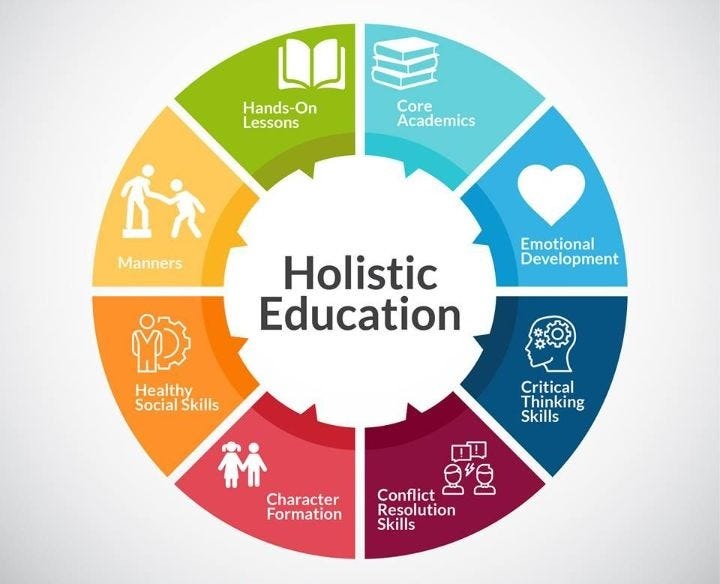 Hands-On
Lessons
Core
Academics
Emotional
Development
Critical
Thinking
Skills
Conflict
Resolution
Skills
Character
Formation
Healthy
Social Skills
Manners
Holistic
Education